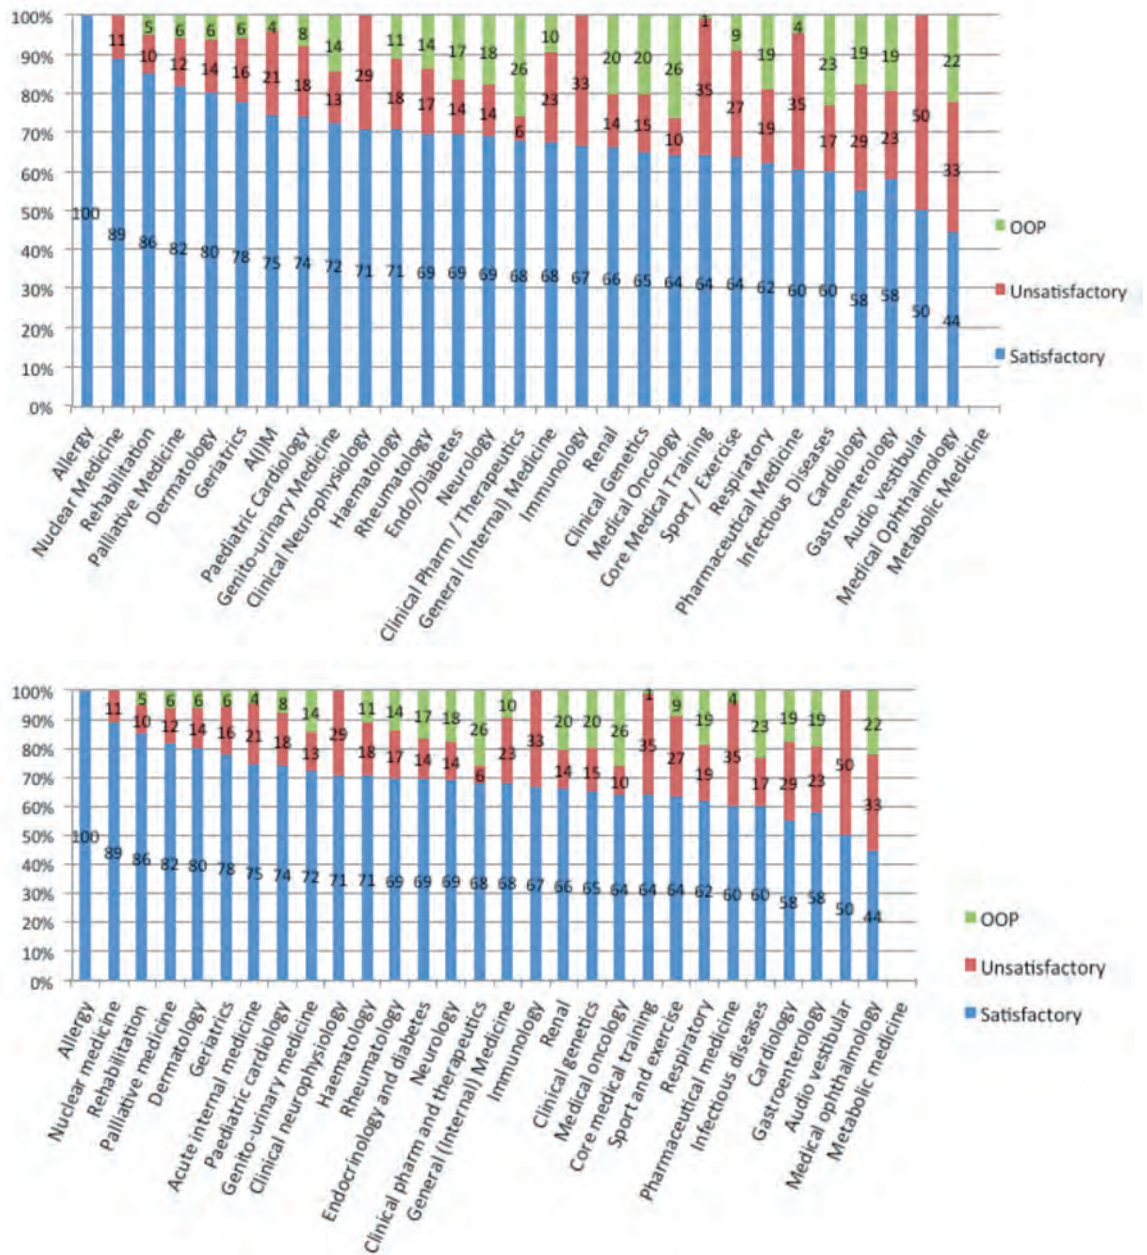 100%
90%
80%
70%
60%
50%
40%
30%
20%
10%
0%
5 6 6 6 4 8 14 11 14 17 18 26 10 20 20 26 1 9 19 4 23 19 19 22
11 10 12 14 16 21 18 13 29 18 17 14 14 6 23 33 14 15 10 35 27 19 35 17 29 23 50 33
100 89 86 82 80 78 75 74 72 71 71 69 69 69 68 68 67 66 65 64 64 64 62 60 60 58 58 50 44
OOP
Unsatisfactory
Satisfactory
Allergy
Nuclear Medicine
Rehabilitation
Palliative Medicine
Dermatology
Geriatrics
AIIM
Paediatric Cardiology
Genito-urinary Medicine
Clinical Neurophysiology
Haematology
Rheumatology
Endo/Diabetes
Neurology
Clinical Pharm / Therapeutics
General (Internal) Medicine
Immunology
Renal
Clinical Genetics
Medical Oncology
Core Medical Training
Sport / Exercise
Respiratory
Pharmaceutical Medicine
Infectious Diseases
Cardiology
Gastroenterology
Audio vestibular
Medical Ophthalmology
Metabolic Medicine
100%
90%
80%
70%
60%
50%
40%
30%
20%
10%
0%
5 6 6 6 4 8 14 11 14 17 18 26 10 20 20 26 1 9 19 4 23 19 19 22
11 10 12 14 16 21 18 13 29 18 17 14 14 6 23 33 14 15 10 35 27 19 35 17 29 23 50 33
100 89 86 82 80 78 75 74 72 71 71 69 69 69 68 68 67 66 65 64 64 64 62 60 60 58 58 50 44
OOP
Unsatisfactory
Satisfactory
Allergy
Nuclear medicine
Rehabilitation
Palliative medicine
Dermatology
Geriatrics
Acute internal medicine
Paediatric cardiology
Genito-urinary medicine
Clinical neurophysiology
Haematology
Rheumatology
Endocrinology and diabetes
Neurology
Clinical pharm and therapeutics
General (Internal) Medicine
Immunology
Renal
Clinical genetics
Medical oncology
Core medical training
Sport and exercise
Respiratory
Pharmaceutical medicine
Infectious diseases
Cardiology
Gastroenterology
Audio vestibular
Medical ophthalmology
Metabolic medicine